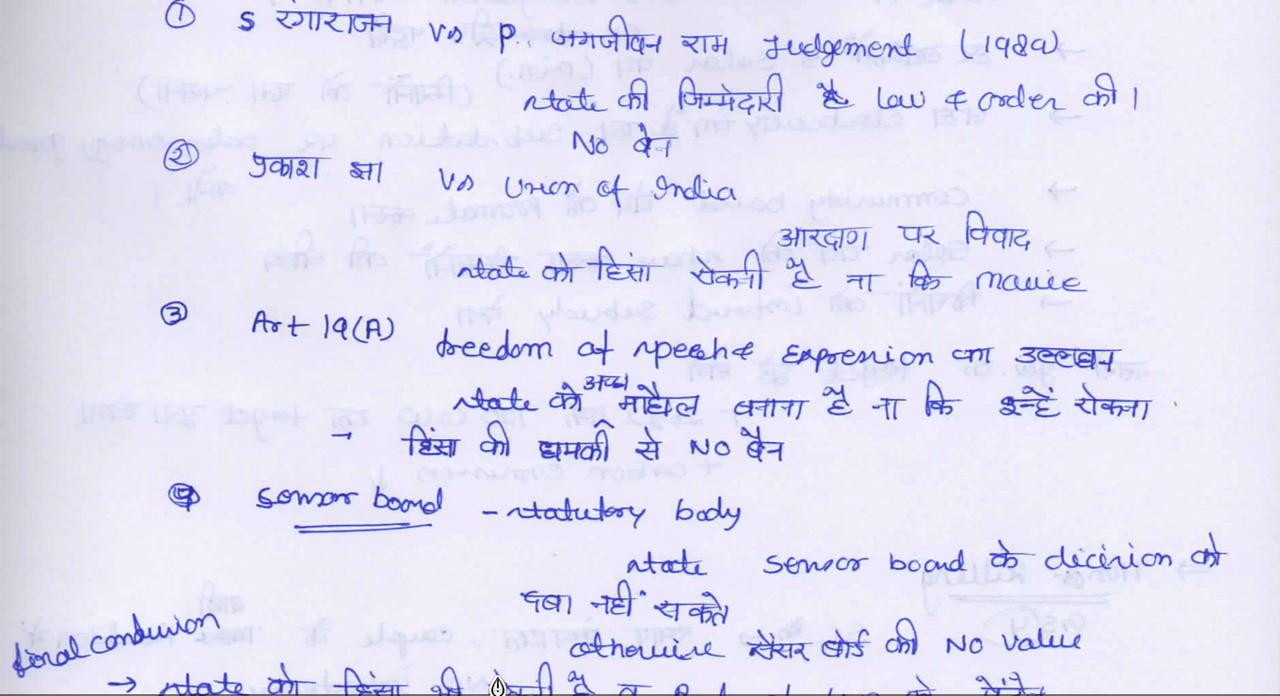 ① S रंगाराजन Vs P. जगजीवन राम Judgement (1989)
state की जिम्मेदारी है law & order की।
No बेन
② प्रकाश झा Vs Union of India
आरक्षण पर विवाद
state को हिंसा रोकनी है ना कि movie
③ Art 19(A) freedom of speech & Expression का उल्लघन
अच्छा
state को माहौल बनाना है ना कि इन्हें रोकना
→ हिंसा की धमकी से NO बैन
④ Sensor board - statutory body
state sensor board के decision को
दबा नहीं सकते
otherwise सेंसर बोर्ड की NO value
final conclusion
→ state को हिंसा भी है व